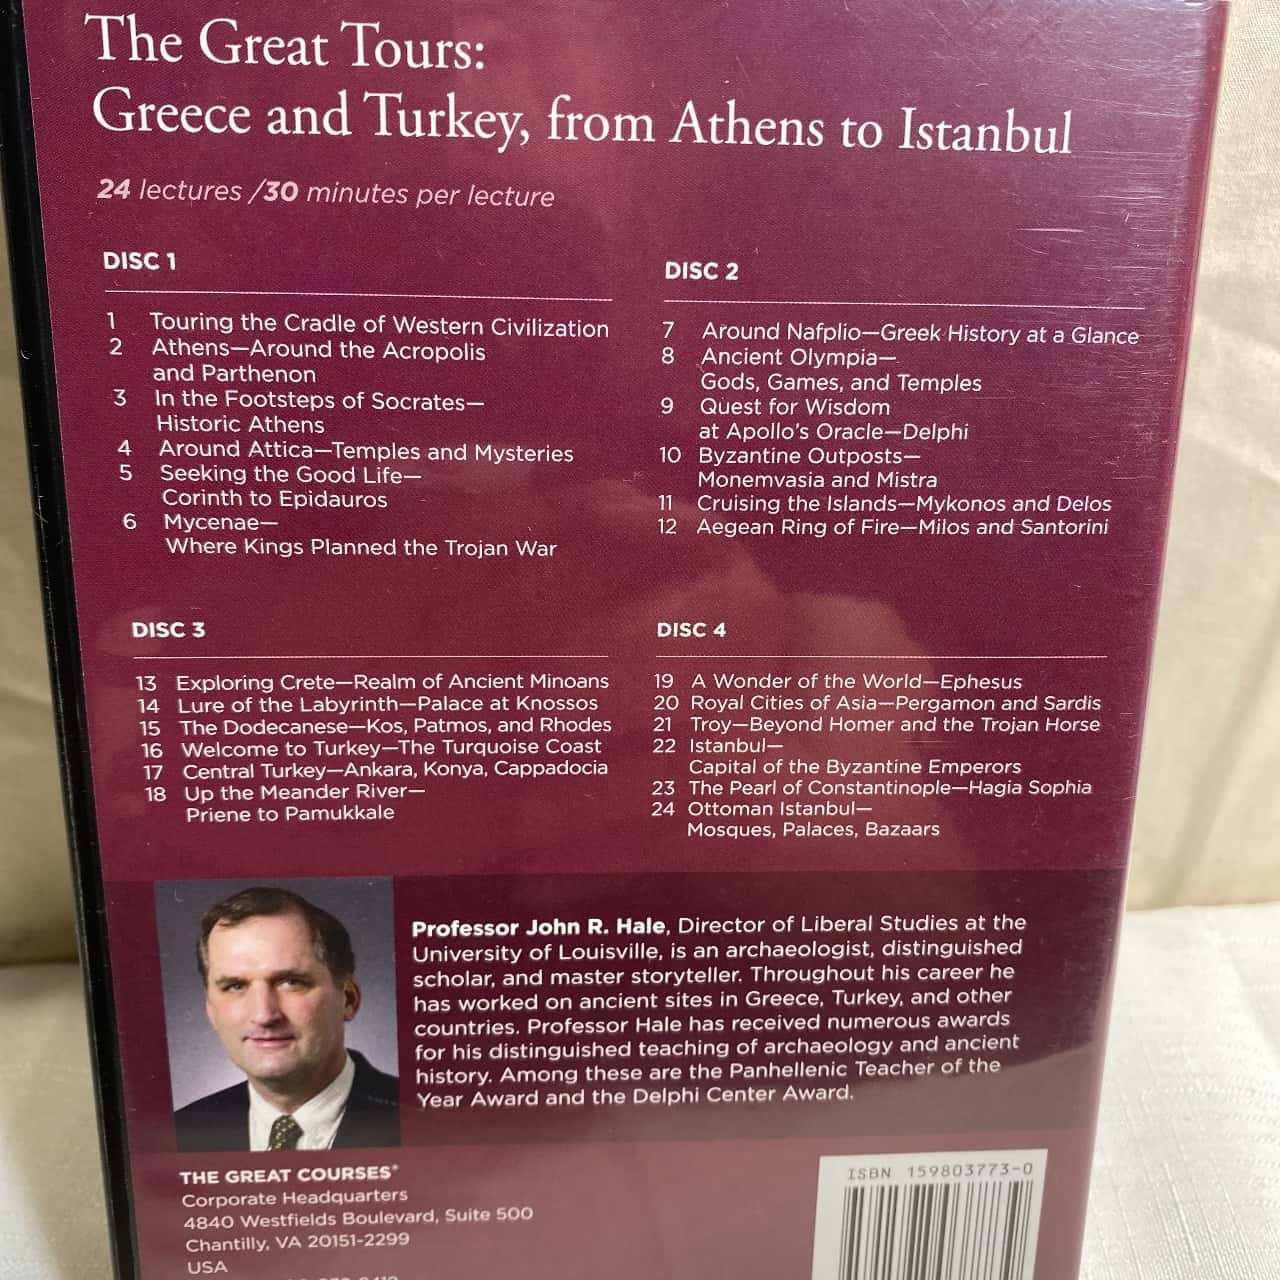 The Great Tours:
Greece and Turkey, from Athens to Istanbul
24 lectures /30 minutes per lecture
DISC 1
1 Touring the Cradle of Western Civilization
2 Athens—Around the Acropolis
and Parthenon
3 In the Footsteps of Socrates—
Historic Athens
4 Around Attica—Temples and Mysteries
5 Seeking the Good Life—
Corinth to Epidauros
6 Mycenae—
Where Kings Planned the Trojan War
DISC 2
7 Around Nafplio—Greek History at a Glance
8 Ancient Olympia—
Gods, Games, and Temples
9 Quest for Wisdom
at Apollo's Oracle—Delphi
10 Byzantine Outposts—
Monemvasia and Mistra
11 Cruising the Islands—Mykonos and Delos
12 Aegean Ring of Fire—Milos and Santorini
DISC 3
13 Exploring Crete—Realm of Ancient Minoans
14 Lure of the Labyrinth—Palace at Knossos
15 The Dodecanese—Kos, Patmos, and Rhodes
16 Welcome to Turkey—The Turquoise Coast
17 Central Turkey—Ankara, Konya, Cappadocia
18 Up the Meander River—
Priene to Pamukkale
DISC 4
19 A Wonder of the World—Ephesus
20 Royal Cities of Asia—Pergamon and Sardis
21 Troy—Beyond Homer and the Trojan Horse
22 Istanbul—
Capital of the Byzantine Emperors
23 The Pearl of Constantinople—Hagia Sophia
24 Ottoman Istanbul—
Mosques, Palaces, Bazaars
Professor John R. Hale, Director of Liberal Studies at the
University of Louisville, is an archaeologist, distinguished
scholar, and master storyteller. Throughout his career he
has worked on ancient sites in Greece, Turkey, and other
countries. Professor Hale has received numerous awards
for his distinguished teaching of archaeology and ancient
history. Among these are the Panhellenic Teacher of the
Year Award and the Delphi Center Award.
THE GREAT COURSES®
Corporate Headquarters
4840 Westfields Boulevard, Suite 500
Chantilly, VA 20151-2299
USA
ISBN 159803773-0